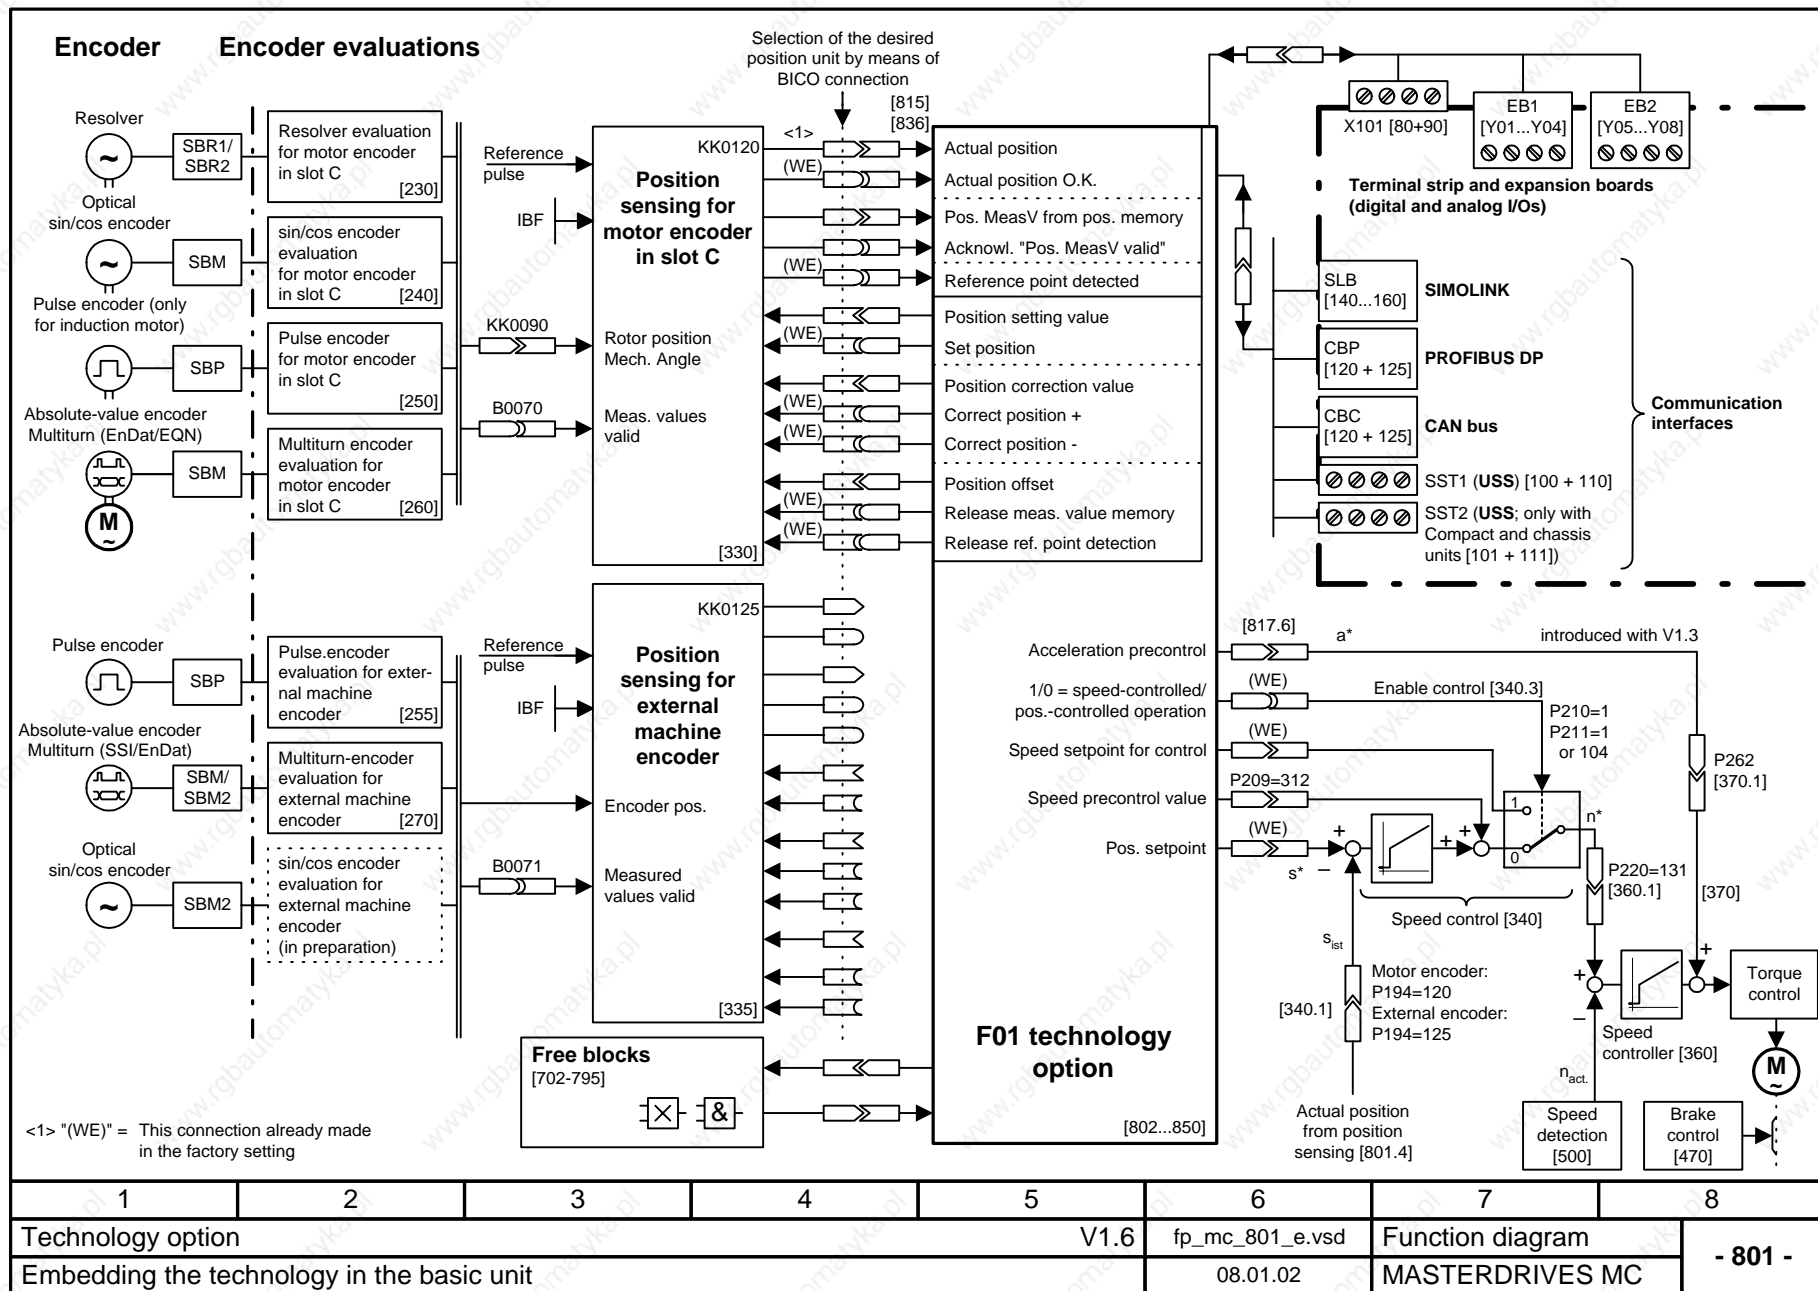 Encoder
Encoder evaluations
Selection of the desired
position unit by means of
BICO connection
[815]
[836]
<1>
Resolver
SBR1/
SBR2
Resolver evaluation
for motor encoder
in slot C
[230]
Optical
sin/cos encoder
SBM
sin/cos encoder
evaluation
for motor encoder
in slot C
[240]
Pulse encoder (only
for induction motor)
SBP
Pulse encoder
for motor encoder
in slot C
[250]
Absolute-value encoder
Multiturn (EnDat/EQN)
SBM
Multiturn encoder
evaluation for
motor encoder
in slot C
[260]
M
~
Reference
pulse
IBF
KK0090
B0070
KK0120
Position
sensing for
motor encoder
in slot C
Rotor position
Mech. Angle
Meas. values
valid
[330]
(WE)
(WE)
(WE)
(WE)
(WE)
(WE)
(WE)
Actual position
Actual position O.K.
Pos. MeasV from pos. memory
Acknowl. "Pos. MeasV valid"
Reference point detected
Position setting value
Set position
Position correction value
Correct position +
Correct position -
Position offset
Release meas. value memory
Release ref. point detection
X101 [80+90]
EB1
[Y01...Y04]
EB2
[Y05...Y08]
Terminal strip and expansion boards
(digital and analog I/Os)
SLB
[140...160]
SIMOLINK
CBP
[120 + 125]
PROFIBUS DP
CBC
[120 + 125]
CAN bus
SST1 (USS) [100 + 110]
SST2 (USS; only with
Compact and chassis
units [101 + 111])
Communication
interfaces
Pulse encoder
SBP
Pulse.encoder
evaluation for exter-
nal machine
encoder
[255]
Absolute-value encoder
Multiturn (SSI/EnDat)
SBM/
SBM2
Multiturn-encoder
evaluation for
external machine
encoder
[270]
Optical
sin/cos encoder
SBM2
sin/cos encoder
evaluation for
external machine
encoder
(in preparation)
Reference
pulse
IBF
B0071
KK0125
Position
sensing for
external
machine
encoder
Encoder pos.
Measured
values valid
[335]
Free blocks
[702-795]
&
Acceleration precontrol
1/0 = speed-controlled/
pos.-controlled operation
Speed setpoint for control
Speed precontrol value
Pos. setpoint
F01 technology
option
[802...850]
[817.6]
a*
introduced with V1.3
(WE)
Enable control [340.3]
P210=1
P211=1
or 104
(WE)
P209=312
(WE)
P262
[370.1]
1
0
n*
s*
+
−
+
+
Speed control [340]
P220=131
[360.1]
[370]
sist
[340.1]
Motor encoder:
P194=120
External encoder:
P194=125
Actual position
from position
sensing [801.4]
+
−
+
Speed
controller [360]
nact.
Torque
control
M
~
Speed
detection
[500]
Brake
control
[470]
<1> "(WE)" = This connection already made
in the factory setting
1 2 3 4 5 6 7 8
Technology option V1.6 fp_mc_801_e.vsd Function diagram
- 801 -
Embedding the technology in the basic unit 08.01.02 MASTERDRIVES MC
www.rgbautomatyka.pl